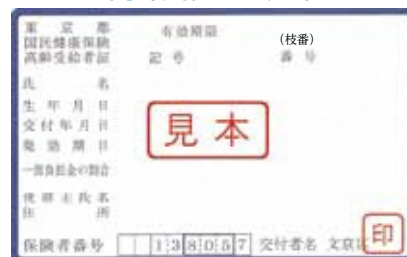 東京都 有効期限
国民健康保険 (枝番)
高齢受給者証 記号 番号
氏 名
生年月日
交付年月日
見本
発効期日
一部負担金の割合
世帯主氏名
住 所
保険者番号 138057 交付者名 文京区
印